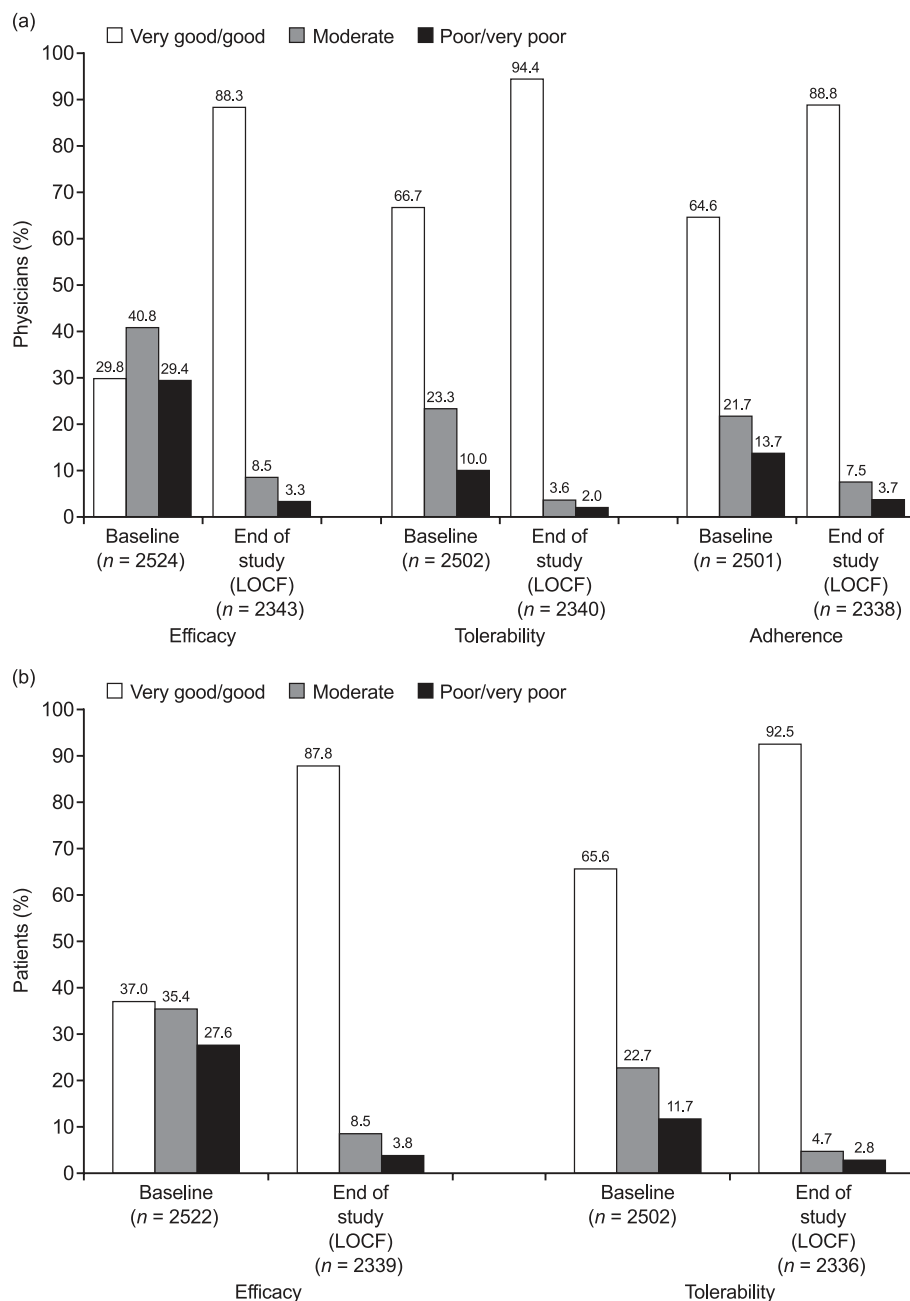 (a)
Very good/good Moderate Poor/very poor
100
90
80
70
60
50
40
30
20
10
0
Physicians (%)
29.8 40.8 29.4 88.3 8.5 3.3 66.7 23.3 10.0 94.4 3.6 2.0 64.6 21.7 13.7 88.8 7.5 3.7
Baseline End of Baseline End of Baseline End of
(n = 2524) study (n = 2502) study (n = 2501) study
(LOCF) (LOCF) (LOCF)
(n = 2343) (n = 2340) (n = 2338)
Efficacy Tolerability Adherence
(b)
Very good/good Moderate Poor/very poor
100
90
80
70
60
50
40
30
20
10
0
Patients (%)
37.0 35.4 27.6 87.8 8.5 3.8 65.6 22.7 11.7 92.5 4.7 2.8
Baseline End of Baseline End of
(n = 2522) study (n = 2502) study
(LOCF) (LOCF)
(n = 2339) (n = 2336)
Efficacy Tolerability